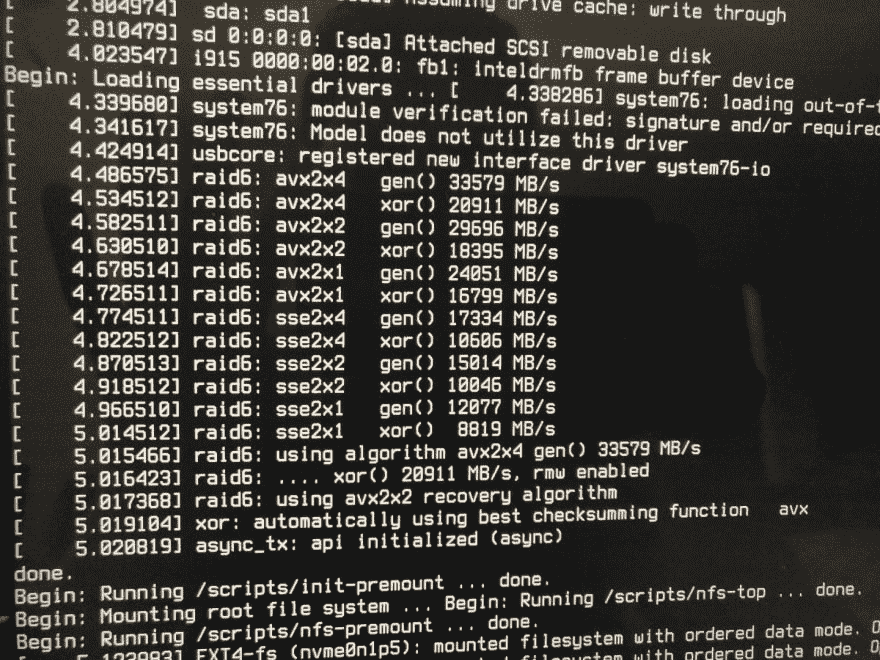 [    2.804974]  sda: sda1
[    2.810479] sd 0:0:0:0: [sda] Attached SCSI removable disk
[    4.023547] i915 0000:00:02.0: fb1: inteldrmfb frame buffer device
Begin: Loading essential drivers ... [    4.338286] system76: loading out-of-t
[    4.339680] system76: module verification failed: signature and/or required
[    4.341617] system76: Model does not utilize this driver
[    4.424914] usbcore: registered new interface driver system76-io
[    4.486575] raid6: avx2x4   gen() 33579 MB/s
[    4.534512] raid6: avx2x4   xor() 20911 MB/s
[    4.582511] raid6: avx2x2   gen() 29696 MB/s
[    4.630510] raid6: avx2x2   xor() 18395 MB/s
[    4.678514] raid6: avx2x1   gen() 24051 MB/s
[    4.726511] raid6: avx2x1   xor() 16799 MB/s
[    4.774511] raid6: sse2x4   gen() 17334 MB/s
[    4.822512] raid6: sse2x4   xor() 10606 MB/s
[    4.870513] raid6: sse2x2   gen() 15014 MB/s
[    4.918512] raid6: sse2x2   xor() 10046 MB/s
[    4.966510] raid6: sse2x1   gen() 12077 MB/s
[    5.014512] raid6: sse2x1   xor()  8819 MB/s
[    5.015466] raid6: using algorithm avx2x4 gen() 33579 MB/s
[    5.016423] raid6: .... xor() 20911 MB/s, rmw enabled
[    5.017368] raid6: using avx2x2 recovery algorithm
[    5.019104] xor: automatically using best checksumming function   avx
[    5.020819] async_tx: api initialized (async)
done.
Begin: Running /scripts/init-premount ... done.
Begin: Mounting root file system ... Begin: Running /scripts/nfs-top ... done.
Begin: Running /scripts/nfs-premount ... done.
[    5.122983] EXT4-fs (nvme0n1p5): mounted filesystem with ordered data mode. O